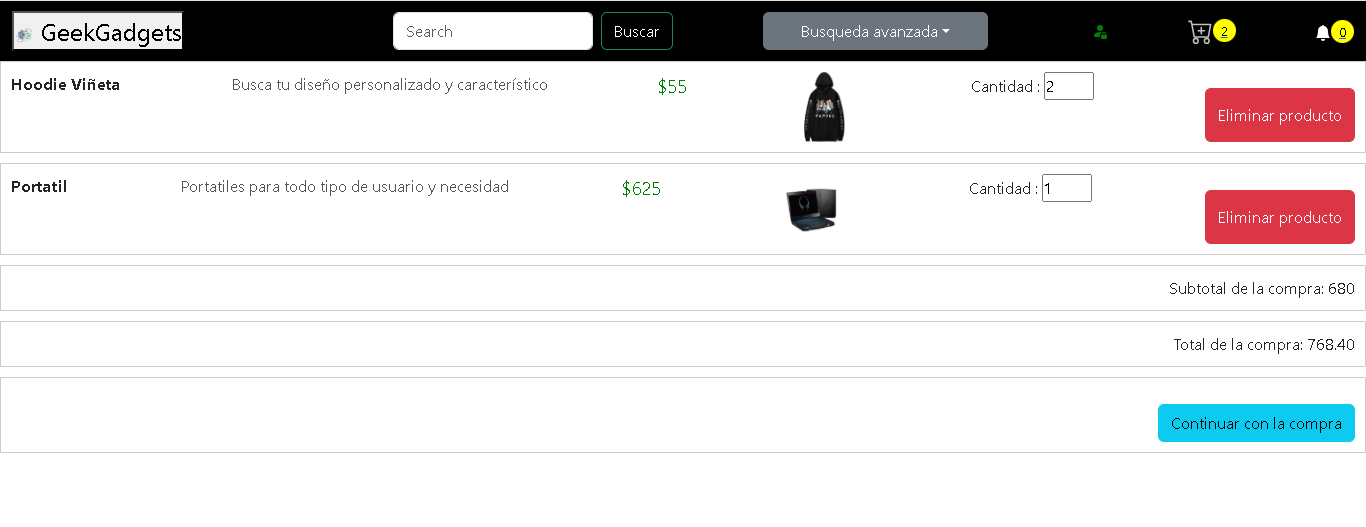 GeekGadgets Search Buscar Busqueda avanzada 2 0
Hoodie Viñeta Busca tu diseño personalizado y característico $55 Cantidad : 2
Eliminar producto
Portatil Portatiles para todo tipo de usuario y necesidad $625 Cantidad : 1
Eliminar producto
Subtotal de la compra: 680
Total de la compra: 768.40
Continuar con la compra